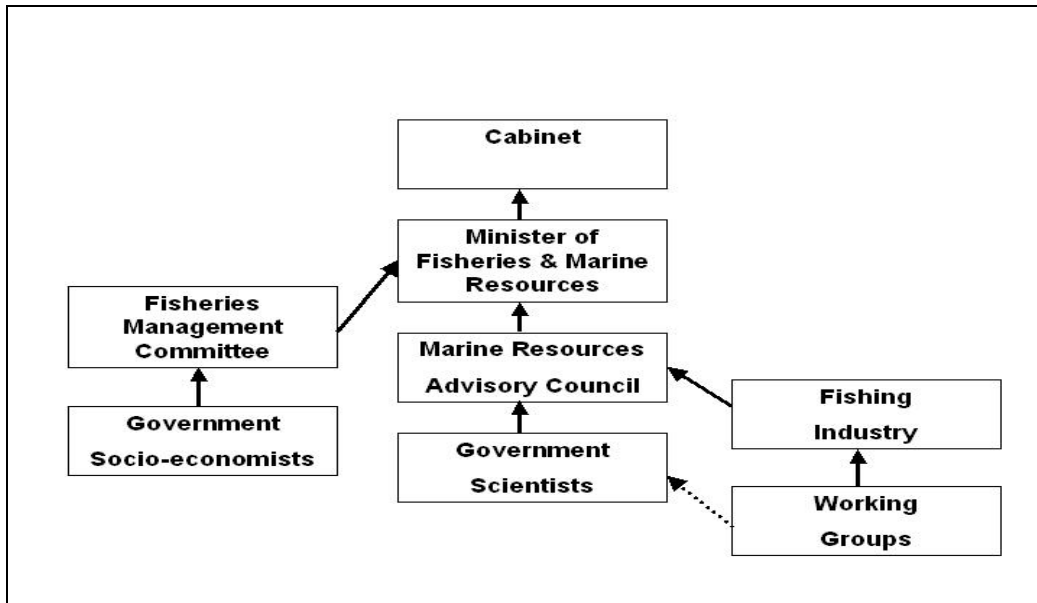 Cabinet
Minister of
Fisheries & Marine
Resources
Fisheries
Management
Committee
Marine Resources
Advisory Council
Government
Socio-economists
Government
Scientists
Fishing
Industry
Working
Groups